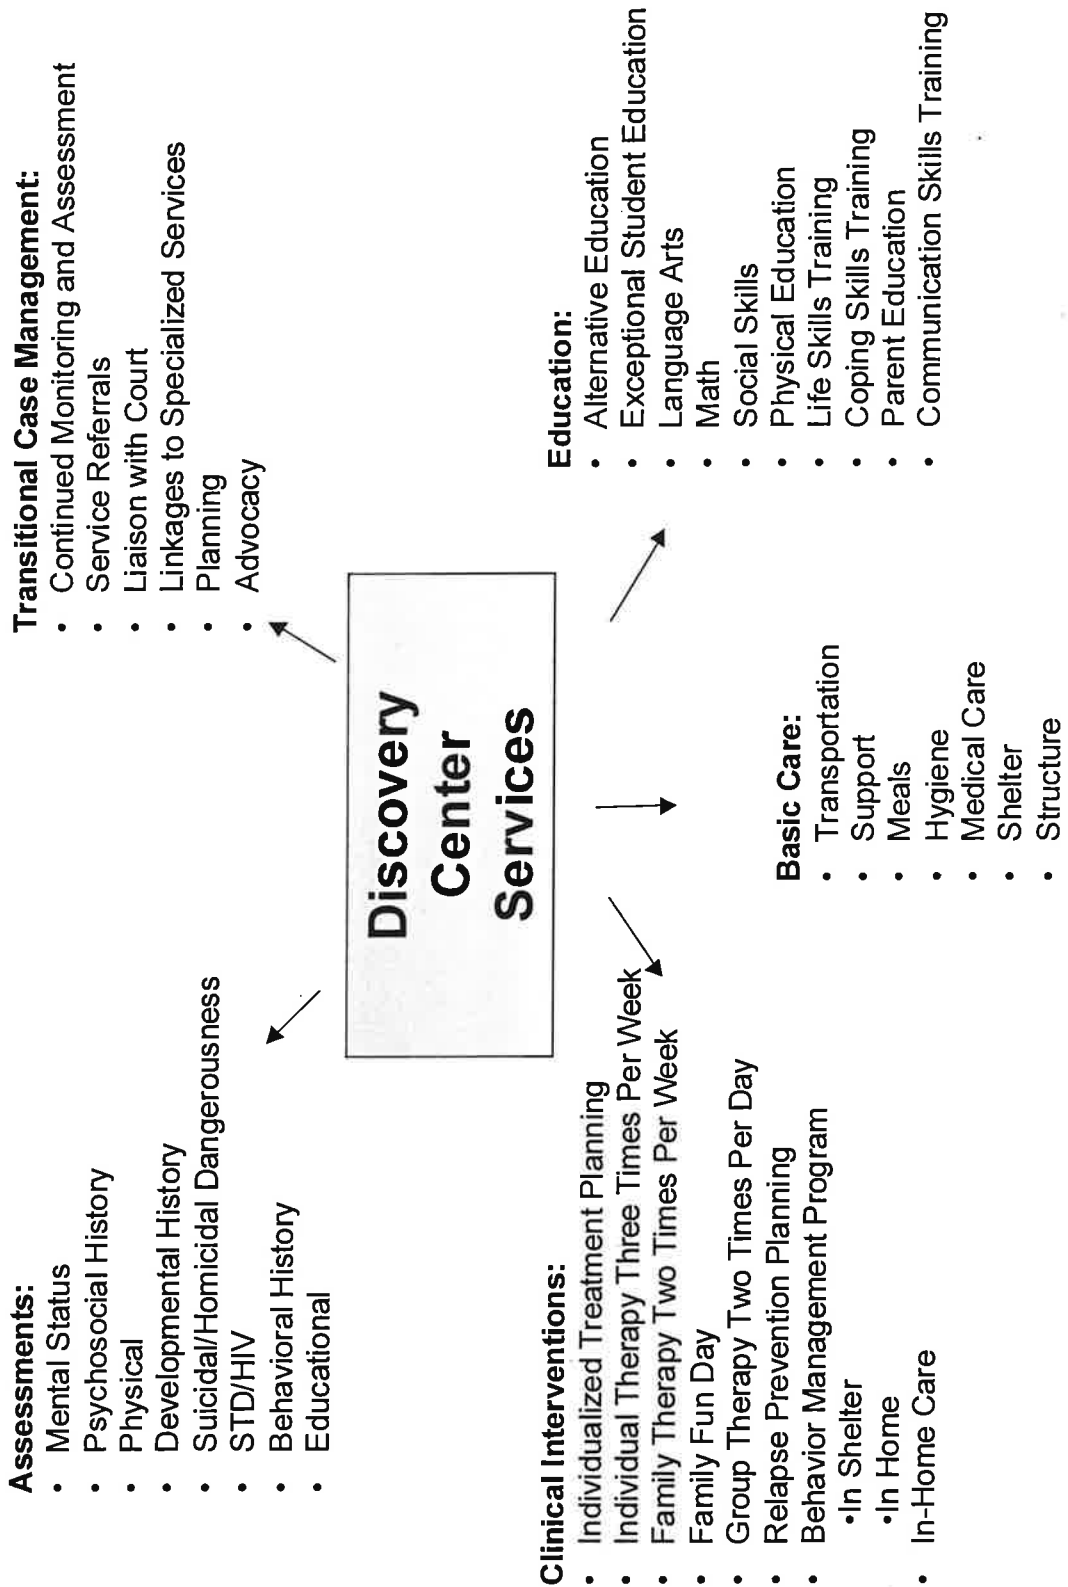 Assessments:
• Mental Status
• Psychosocial History
• Physical
• Developmental History
• Suicidal/Homicidal Dangerousness
• STD/HIV
• Behavioral History
• Educational
Transitional Case Management:
• Continued Monitoring and Assessment
• Service Referrals
• Liaison with Court
• Linkages to Specialized Services
• Planning
• Advocacy
Discovery
Center
Services
Clinical Interventions:
• Individualized Treatment Planning
• Individual Therapy Three Times Per Week
• Family Therapy Two Times Per Week
• Family Fun Day
• Group Therapy Two Times Per Day
• Relapse Prevention Planning
• Behavior Management Program
•In Shelter
•In Home
• In-Home Care
Basic Care:
• Transportation
• Support
• Meals
• Hygiene
• Medical Care
• Shelter
• Structure
Education:
• Alternative Education
• Exceptional Student Education
• Language Arts
• Math
• Social Skills
• Physical Education
• Life Skills Training
• Coping Skills Training
• Parent Education
• Communication Skills Training